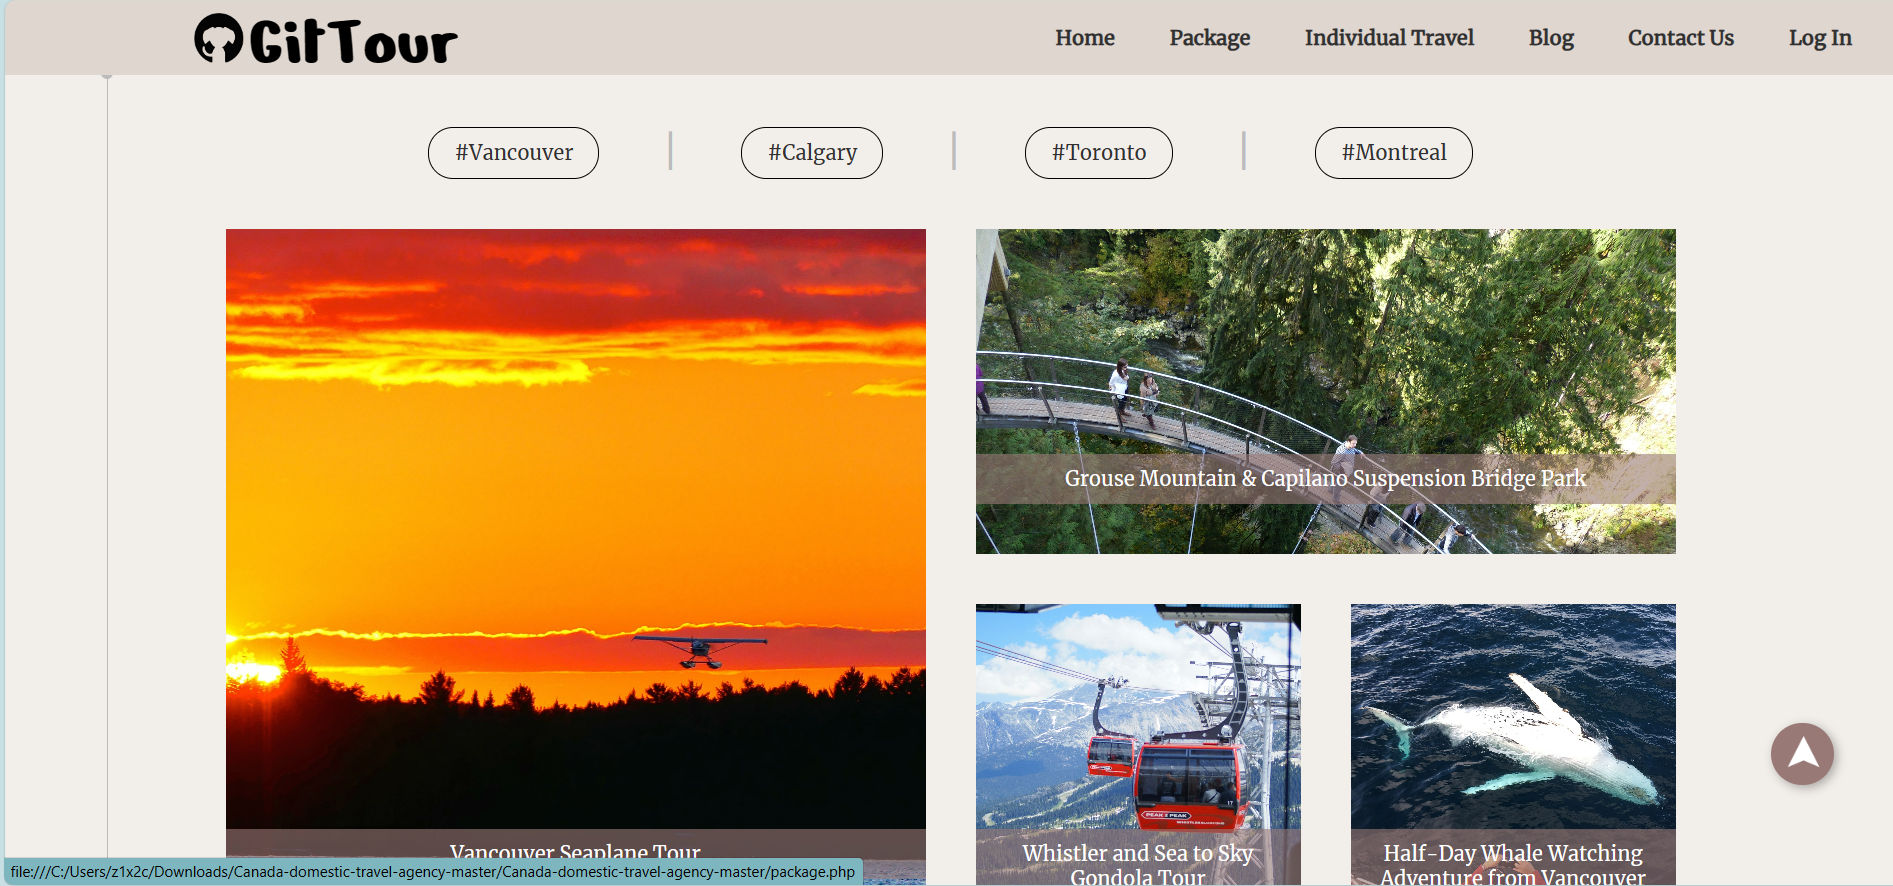 GitTour
Home Package Individual Travel Blog Contact Us Log In
#Vancouver | #Calgary | #Toronto | #Montreal
Grouse Mountain & Capilano Suspension Bridge Park
PEAK 2 PEAK
Vancouver Seaplane Tour
Whistler and Sea to Sky
Gondola Tour
Half-Day Whale Watching
Adventure from Vancouver
file:///C:/Users/z1x2c/Downloads/Canada-domestic-travel-agency-master/Canada-domestic-travel-agency-master/package.php